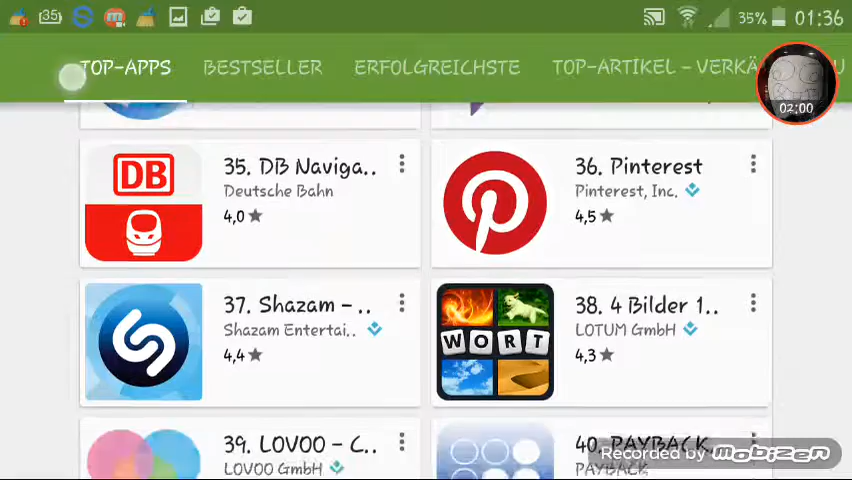 35
35% 01:36
TOP-APPS BESTSELLER ERFOLGREICHSTE TOP-ARTIKEL – VERKÄ U
02:00
DB
35. DB Naviga..
Deutsche Bahn
4,0★
36. Pinterest
Pinterest, Inc.
4,5★
37. Shazam - ..
Shazam Entertai..
4,4★
WORT
38. 4 Bilder 1..
LOTUM GmbH
4,3★
39. LOVOO - C..
LOVOO GmbH
40. PAYBACK..
PAYBACK
Recorded by mobizen